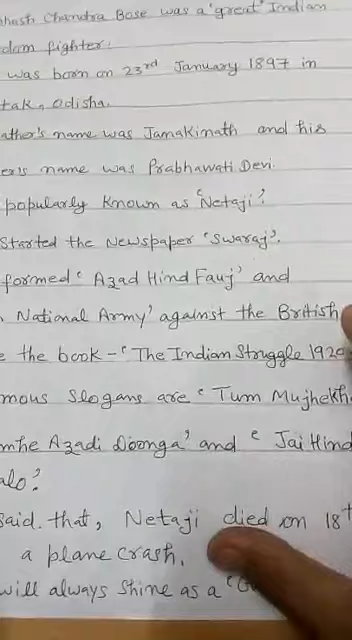 hash Chandra Bose was a 'great' Indian
dom fighter.
was born on 23rd January 1897 in
tak, Odisha.
ather's name was Jamakinath and his
er's name was Prabhawati Devi.
popularly known as 'Netaji'.
Started the Newspaper 'Swaraj'.
formed 'Azad Hind Fauj' and
National Army' against the British
e the book - 'The Indian Struggle 1920
mous Slogans are 'Tum Mujhekh
mhe Azadi Doonga' and 'Jai Hind
alo'
said that, Netaji died on 18t
a plane crash.
will always shine as a